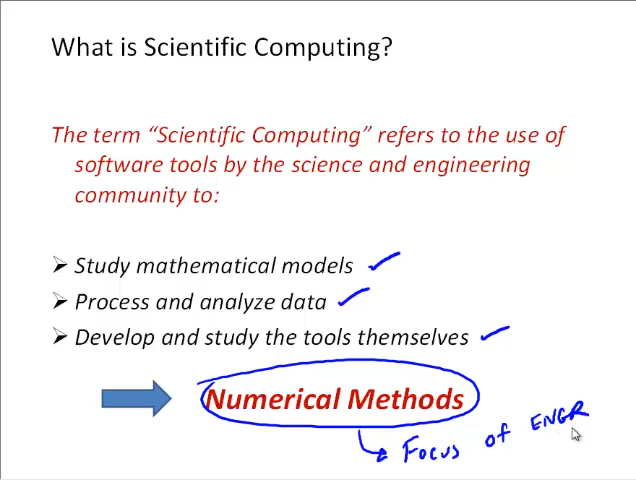 What is Scientific Computing?
The term “Scientific Computing” refers to the use of
software tools by the science and engineering
community to:
Study mathematical models
Process and analyze data
Develop and study the tools themselves
Numerical Methods
Focus of ENGR